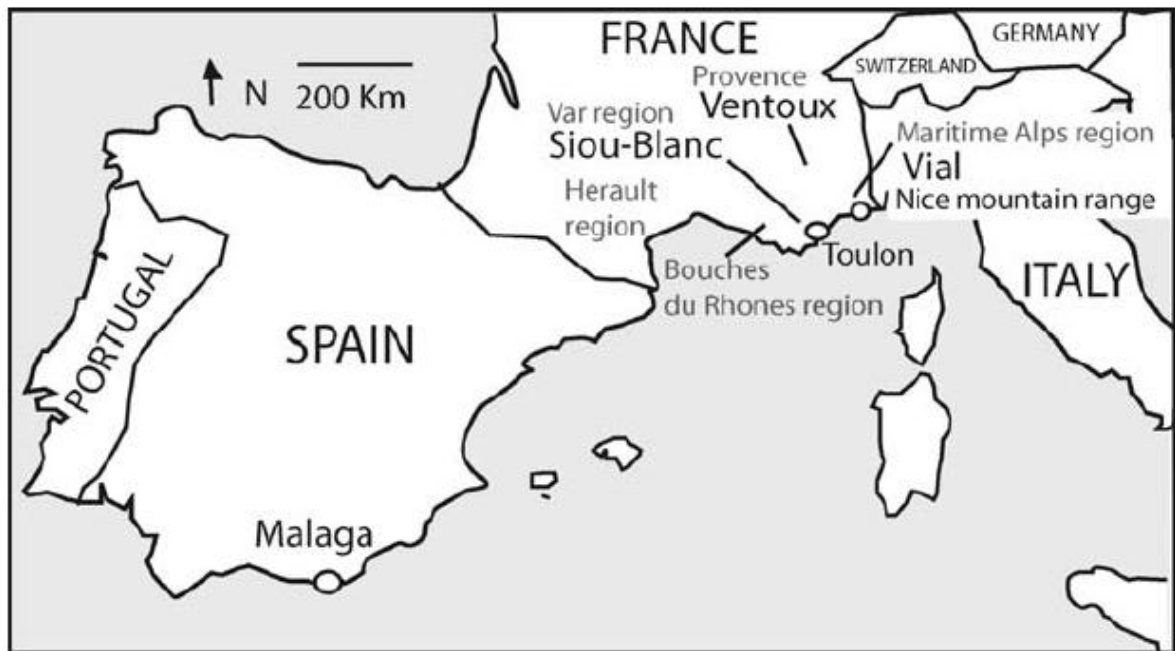 FRANCE
GERMANY
SWITZERLAND
N
200 Km
Provence
Ventoux
Var region
Siou-Blanc
Maritime Alps region
Vial
Nice mountain range
Herault
region
Toulon
Bouches
du Rhones region
ITALY
PORTUGAL
SPAIN
Malaga